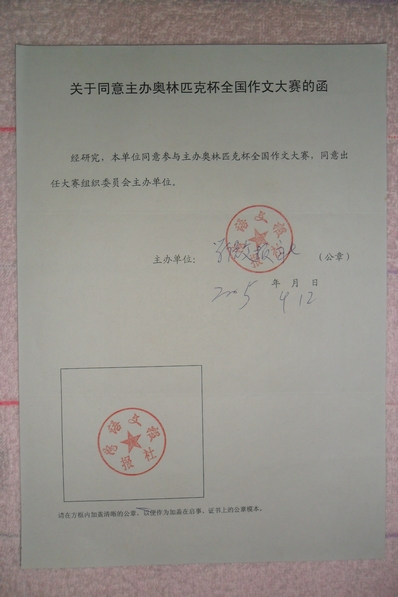 关于同意主办奥林匹克杯全国作文大赛的函
经研究，本单位同意参与主办奥林匹克杯全国作文大赛，同意出
任大赛组织委员会主办单位。
主办单位： （公章）
年 月 日
2005 4 12
文
报
社
请在方框内加盖清晰的公章，以便作为加盖在启事、证书上的公章模本。